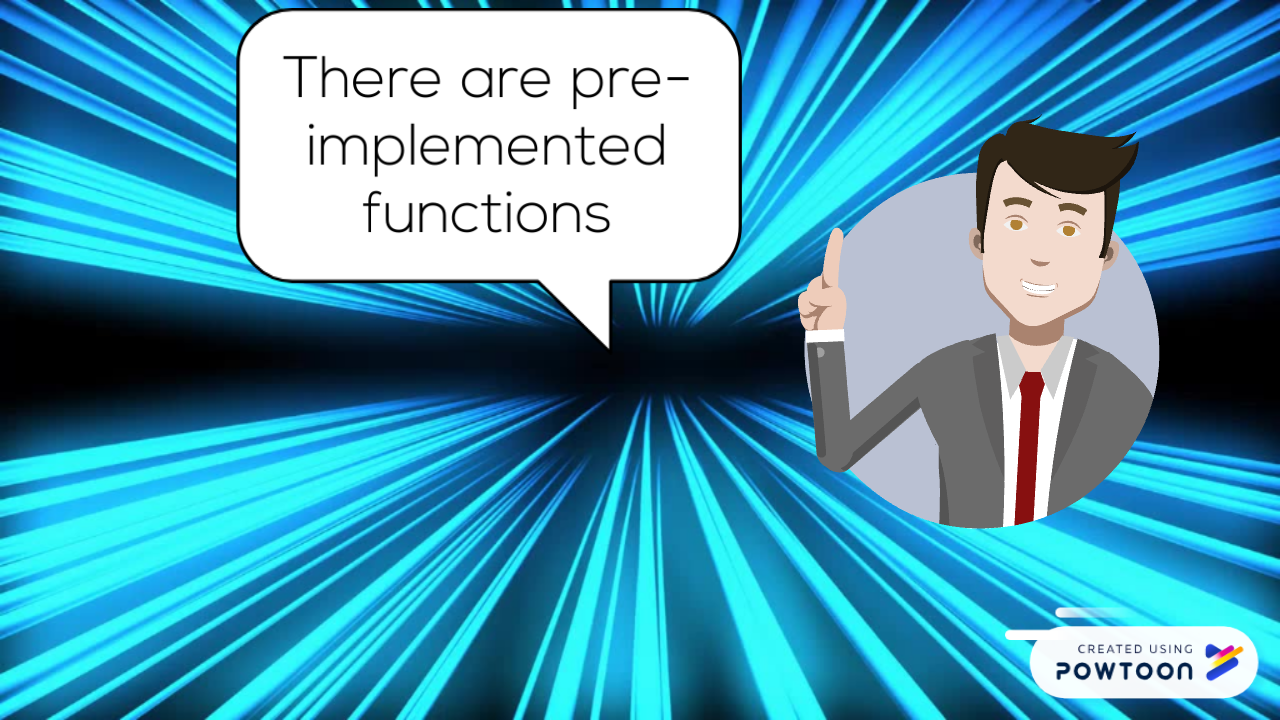 There are pre-
implemented
functions
CREATED USING
POWTOON